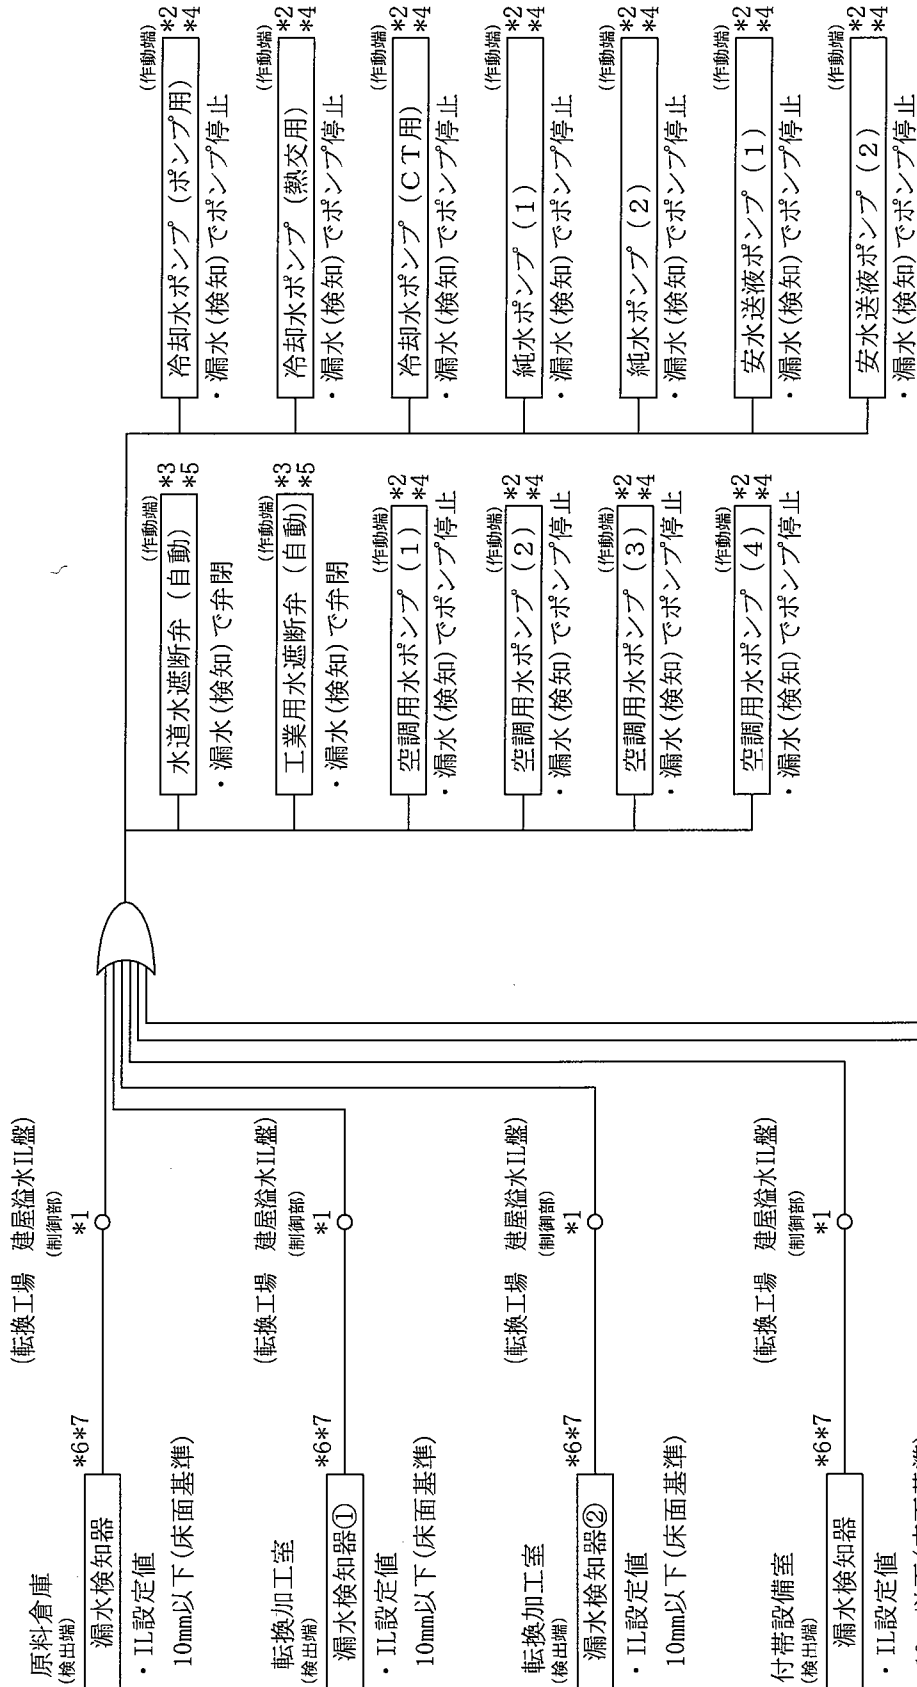 原料倉庫
(検出端)
漏水検知器
*6*7
・IL設定値
10mm以下(床面基準)
(転換工場 建屋溢水IL盤)
(制御部)
*1
転換加工室
(検出端)
漏水検知器①
*6*7
・IL設定値
10mm以下(床面基準)
(転換工場 建屋溢水IL盤)
(制御部)
*1
転換加工室
(検出端)
漏水検知器②
*6*7
・IL設定値
10mm以下(床面基準)
(転換工場 建屋溢水IL盤)
(制御部)
*1
付帯設備室
(検出端)
漏水検知器
*6*7
・IL設定値
(転換工場 建屋溢水IL盤)
(制御部)
*1
(作動端)
水道水遮断弁(自動)
*3
*5
・漏水(検知)で弁閉
(作動端)
工業用水遮断弁(自動)
*3
*5
・漏水(検知)で弁閉
(作動端)
空調用水ポンプ(1)
*2
*4
・漏水(検知)でポンプ停止
(作動端)
空調用水ポンプ(2)
*2
*4
・漏水(検知)でポンプ停止
(作動端)
空調用水ポンプ(3)
*2
*4
・漏水(検知)でポンプ停止
(作動端)
空調用水ポンプ(4)
*2
*4
・漏水(検知)でポンプ停止
(作動端)
冷却水ポンプ(ポンプ用)
*2
*4
・漏水(検知)でポンプ停止
(作動端)
冷却水ポンプ(熱交用)
*2
*4
・漏水(検知)でポンプ停止
(作動端)
冷却水ポンプ(CT用)
*2
*4
・漏水(検知)でポンプ停止
(作動端)
純水ポンプ(1)
*2
*4
・漏水(検知)でポンプ停止
(作動端)
純水ポンプ(2)
*2
*4
・漏水(検知)でポンプ停止
(作動端)
安水送液ポンプ(1)
*2
*4
・漏水(検知)でポンプ停止
(作動端)
安水送液ポンプ(2)
*2
*4
・漏水(検知)でポンプ停止